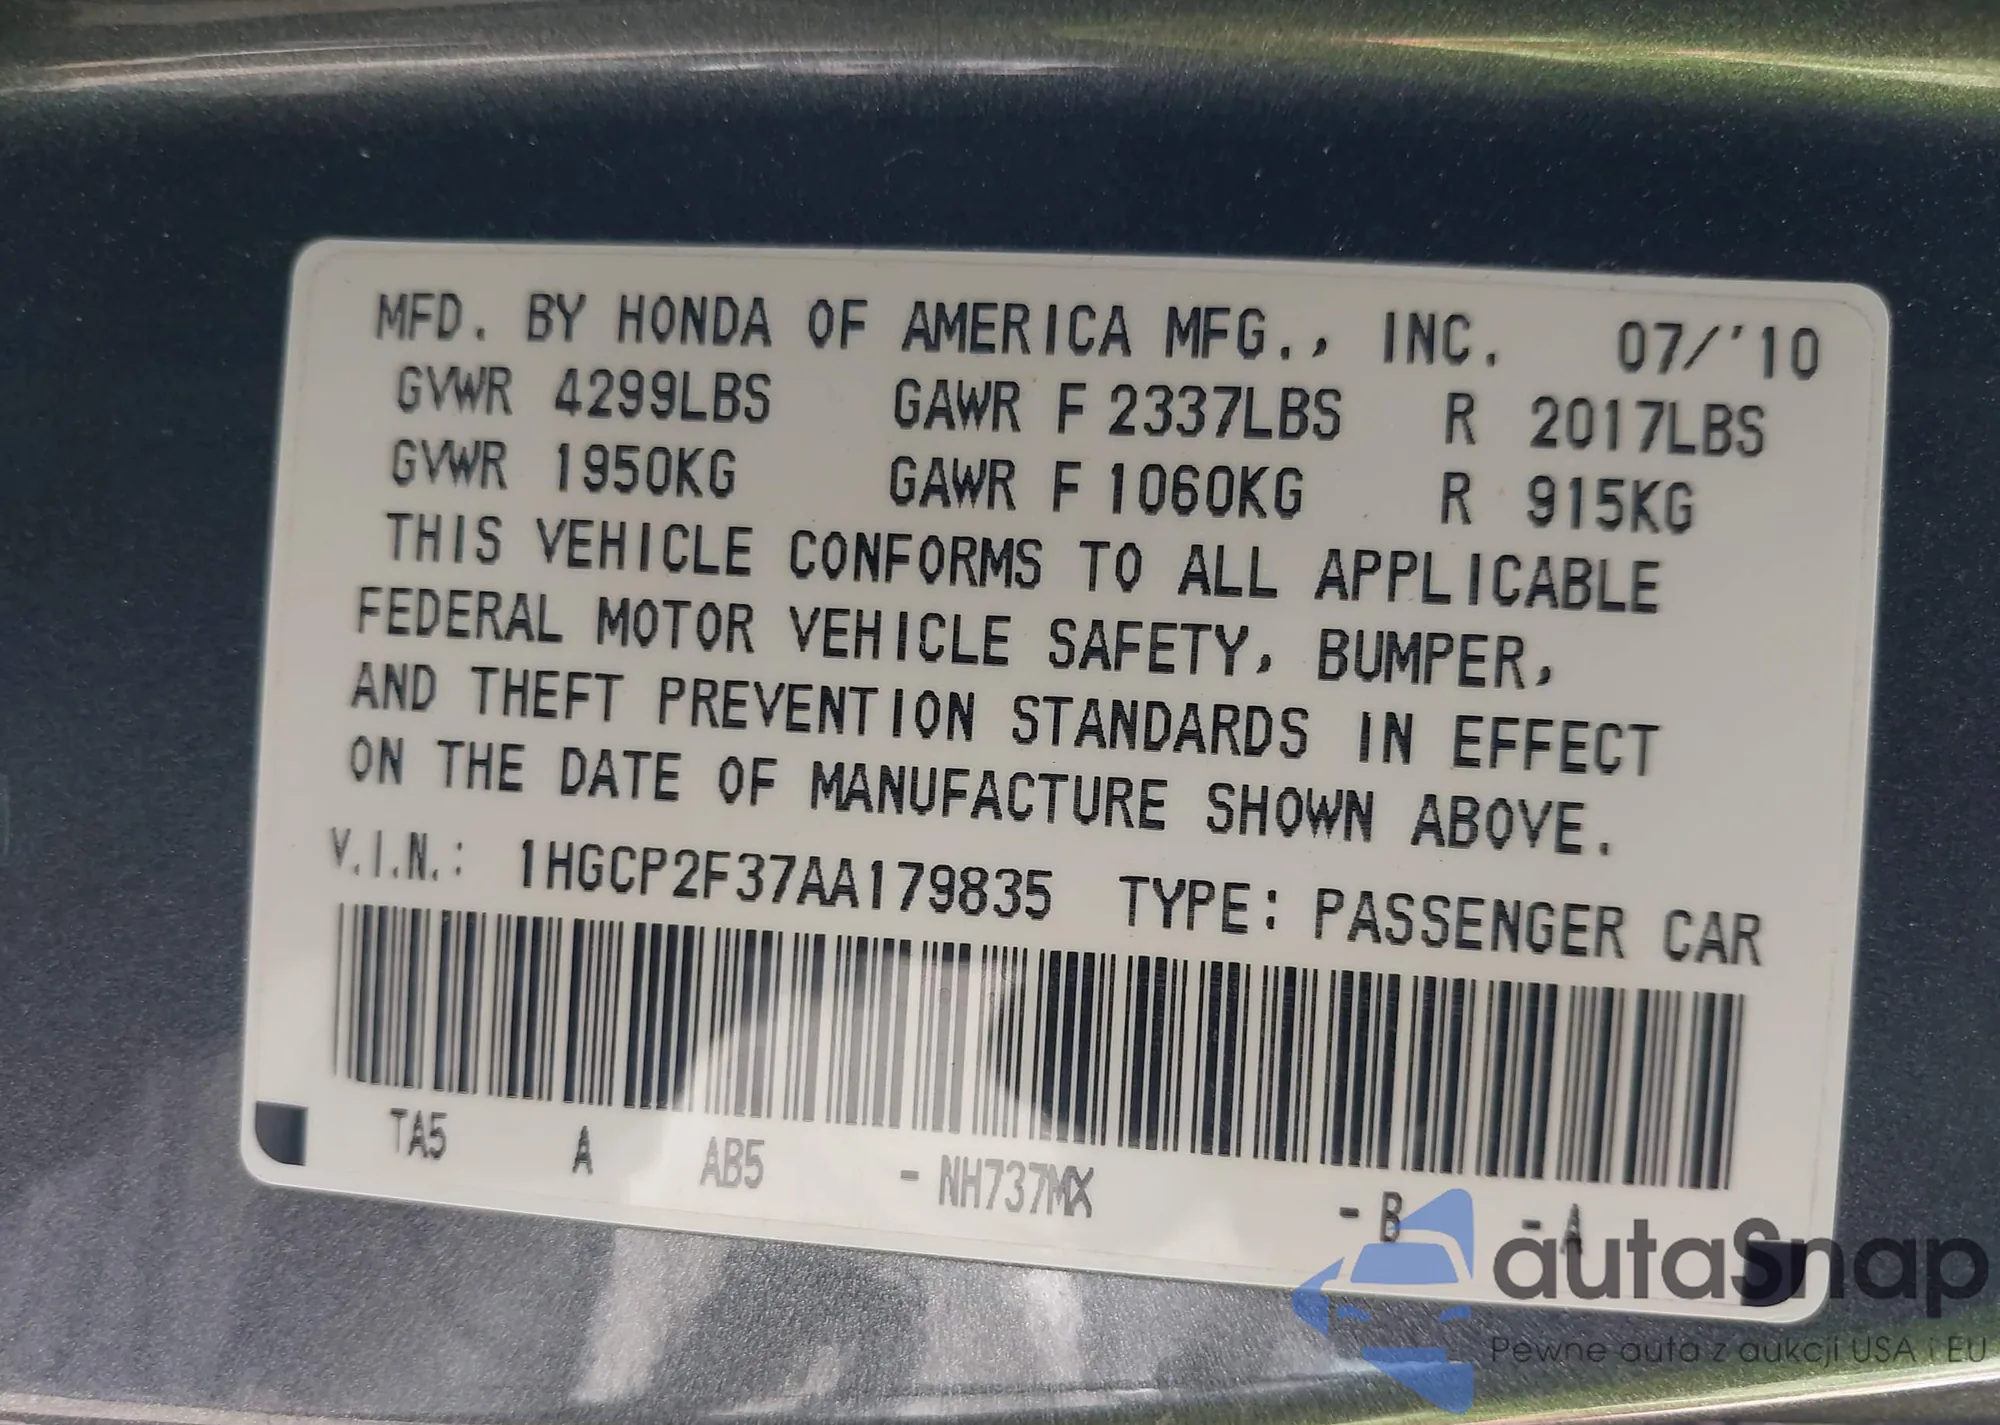 MFD. BY HONDA OF AMERICA MFG., INC. 07/'10
GVWR 4299LBS GAWR F 2337LBS R 2017LBS
GVWR 1950KG GAWR F 1060KG R 915KG
THIS VEHICLE CONFORMS TO ALL APPLICABLE
FEDERAL MOTOR VEHICLE SAFETY, BUMPER,
AND THEFT PREVENTION STANDARDS IN EFFECT
ON THE DATE OF MANUFACTURE SHOWN ABOVE.
V.I.N.: 1HGCP2F37AA179835 TYPE: PASSENGER CAR
TA5 A AB5 - NH737MX - B - A
autaSnap
Pewne auta z aukcji USA i EU